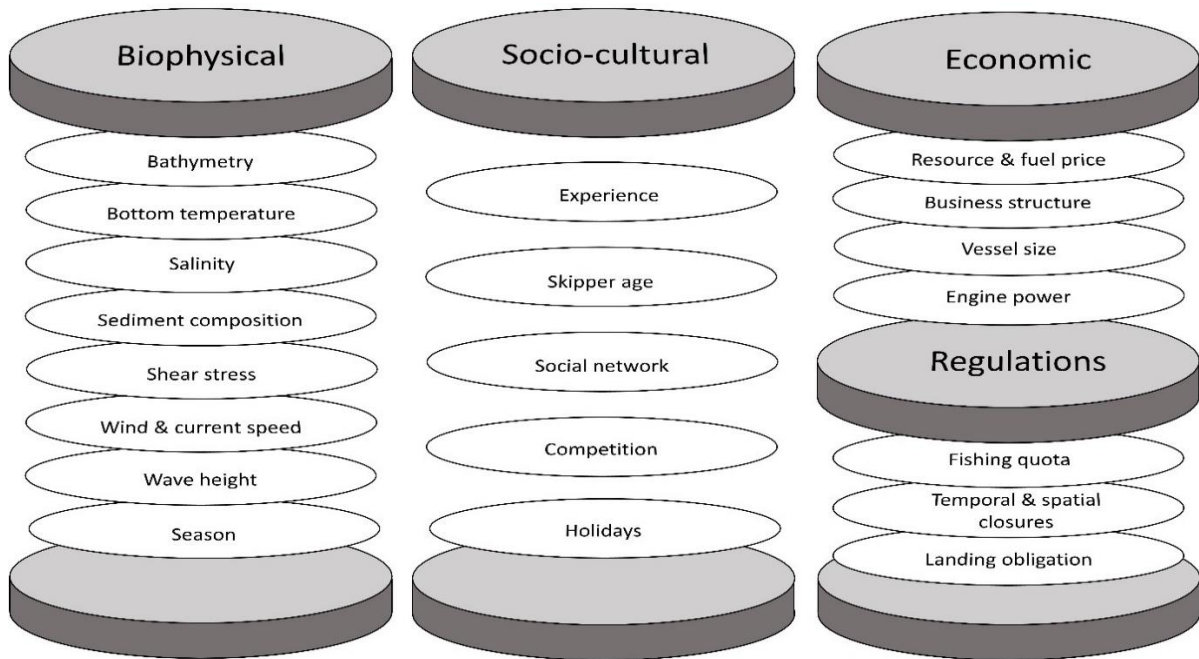 Biophysical
Bathymetry
Bottom temperature
Salinity
Sediment composition
Shear stress
Wind & current speed
Wave height
Season
Socio-cultural
Experience
Skipper age
Social network
Competition
Holidays
Economic
Resource & fuel price
Business structure
Vessel size
Engine power
Regulations
Fishing quota
Temporal & spatial
closures
Landing obligation